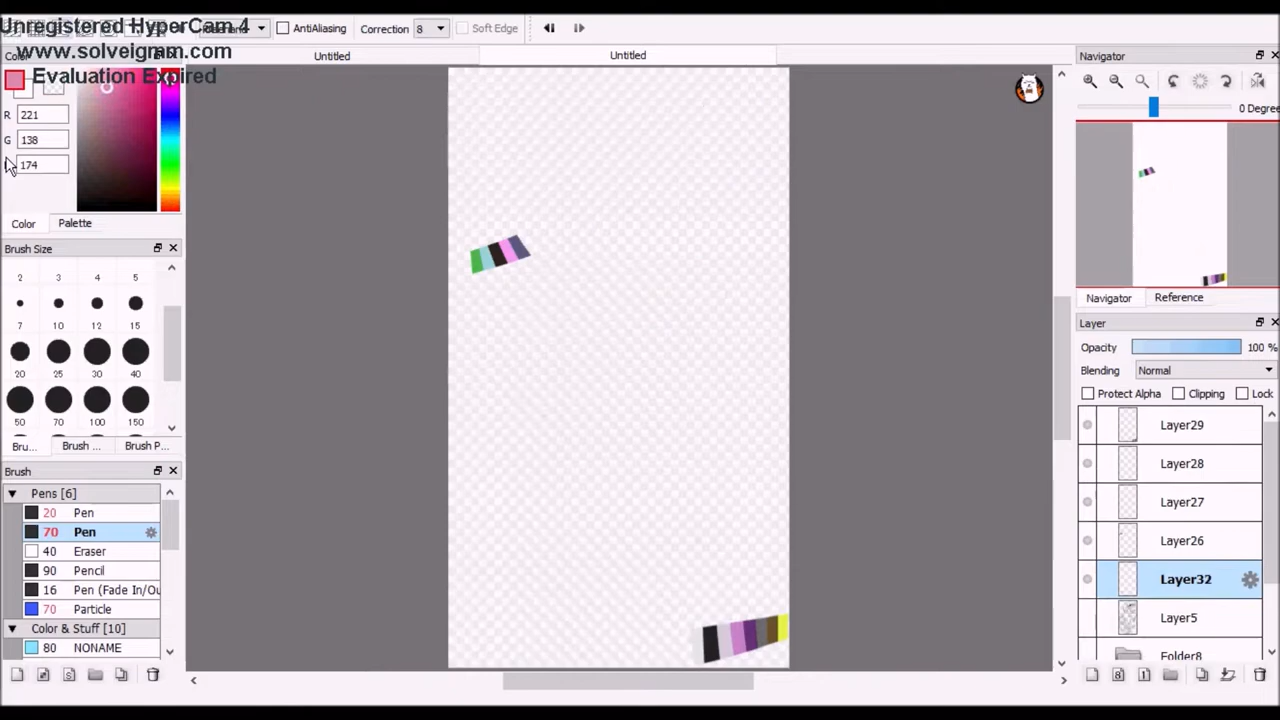 Unregistered HyperCam 4
www.solveigmm.com
Evaluation Expired
AntiAliasing
Correction 8
Soft Edge
Color
Untitled
Untitled
R 221
G 138
174
Color Palette
Brush Size
2 3 4 5
7 10 12 15
20 25 30 40
50 70 100 150
Bru... Brush ... Brush P...
Brush
Pens [6]
20 Pen
70 Pen
40 Eraser
90 Pencil
16 Pen (Fade In/Ou
70 Particle
Color & Stuff [10]
80 NONAME
Navigator
0 Degree
Navigator Reference
Layer
Opacity 100 %
Blending Normal
Protect Alpha Clipping Lock
Layer29
Layer28
Layer27
Layer26
Layer32
Layer5
Folder8